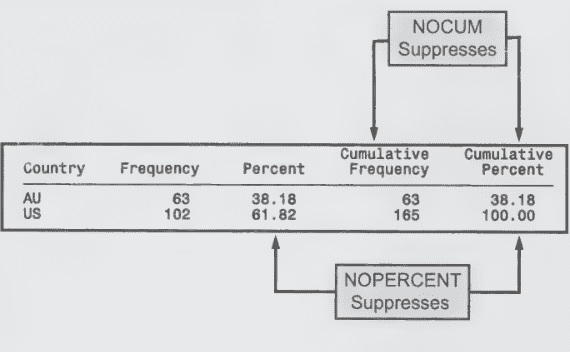 NOCUM
Suppresses
Cumulative Cumulative
Country Frequency Percent Frequency Percent
AU 63 38.18 63 38.18
US 102 61.82 165 100.00
NOPERCENT
Suppresses